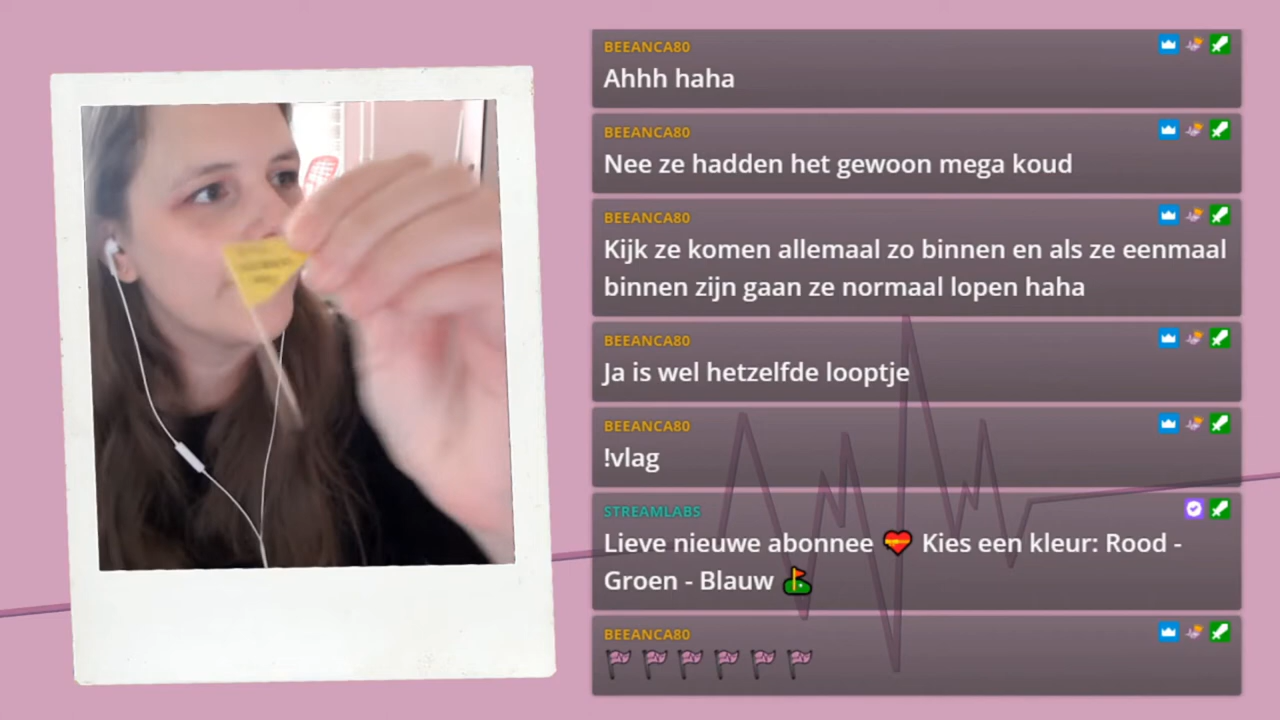 BEEANCA80
Ahhh haha
BEEANCA80
Nee ze hadden het gewoon mega koud
BEEANCA80
Kijk ze komen allemaal zo binnen en als ze eenmaal
binnen zijn gaan ze normaal lopen haha
BEEANCA80
Ja is wel hetzelfde looptje
BEEANCA80
!vlag
STREAMLABS
Lieve nieuwe abonnee Kies een kleur: Rood -
Groen - Blauw
BEEANCA80